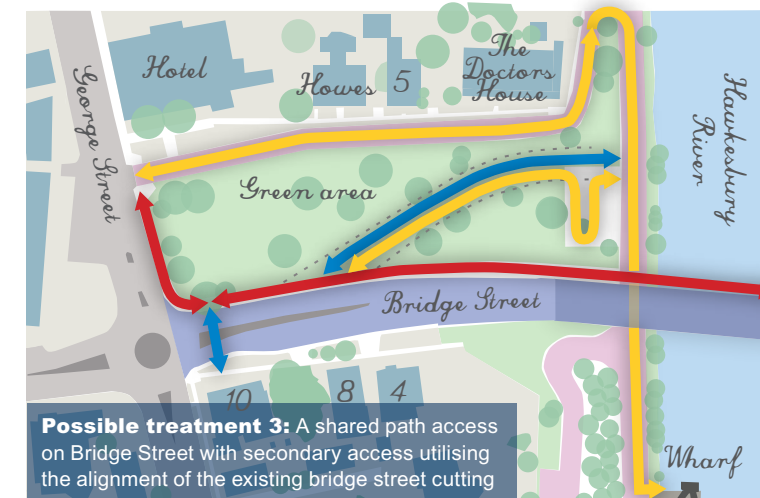 Hotel
Howes
5
The
Doctors
House
George Street
Hawkesbury
River
Green area
Bridge Street
10
8
4
Wharf
Possible treatment 3: A shared path access
on Bridge Street with secondary access utilising
the alignment of the existing bridge street cutting